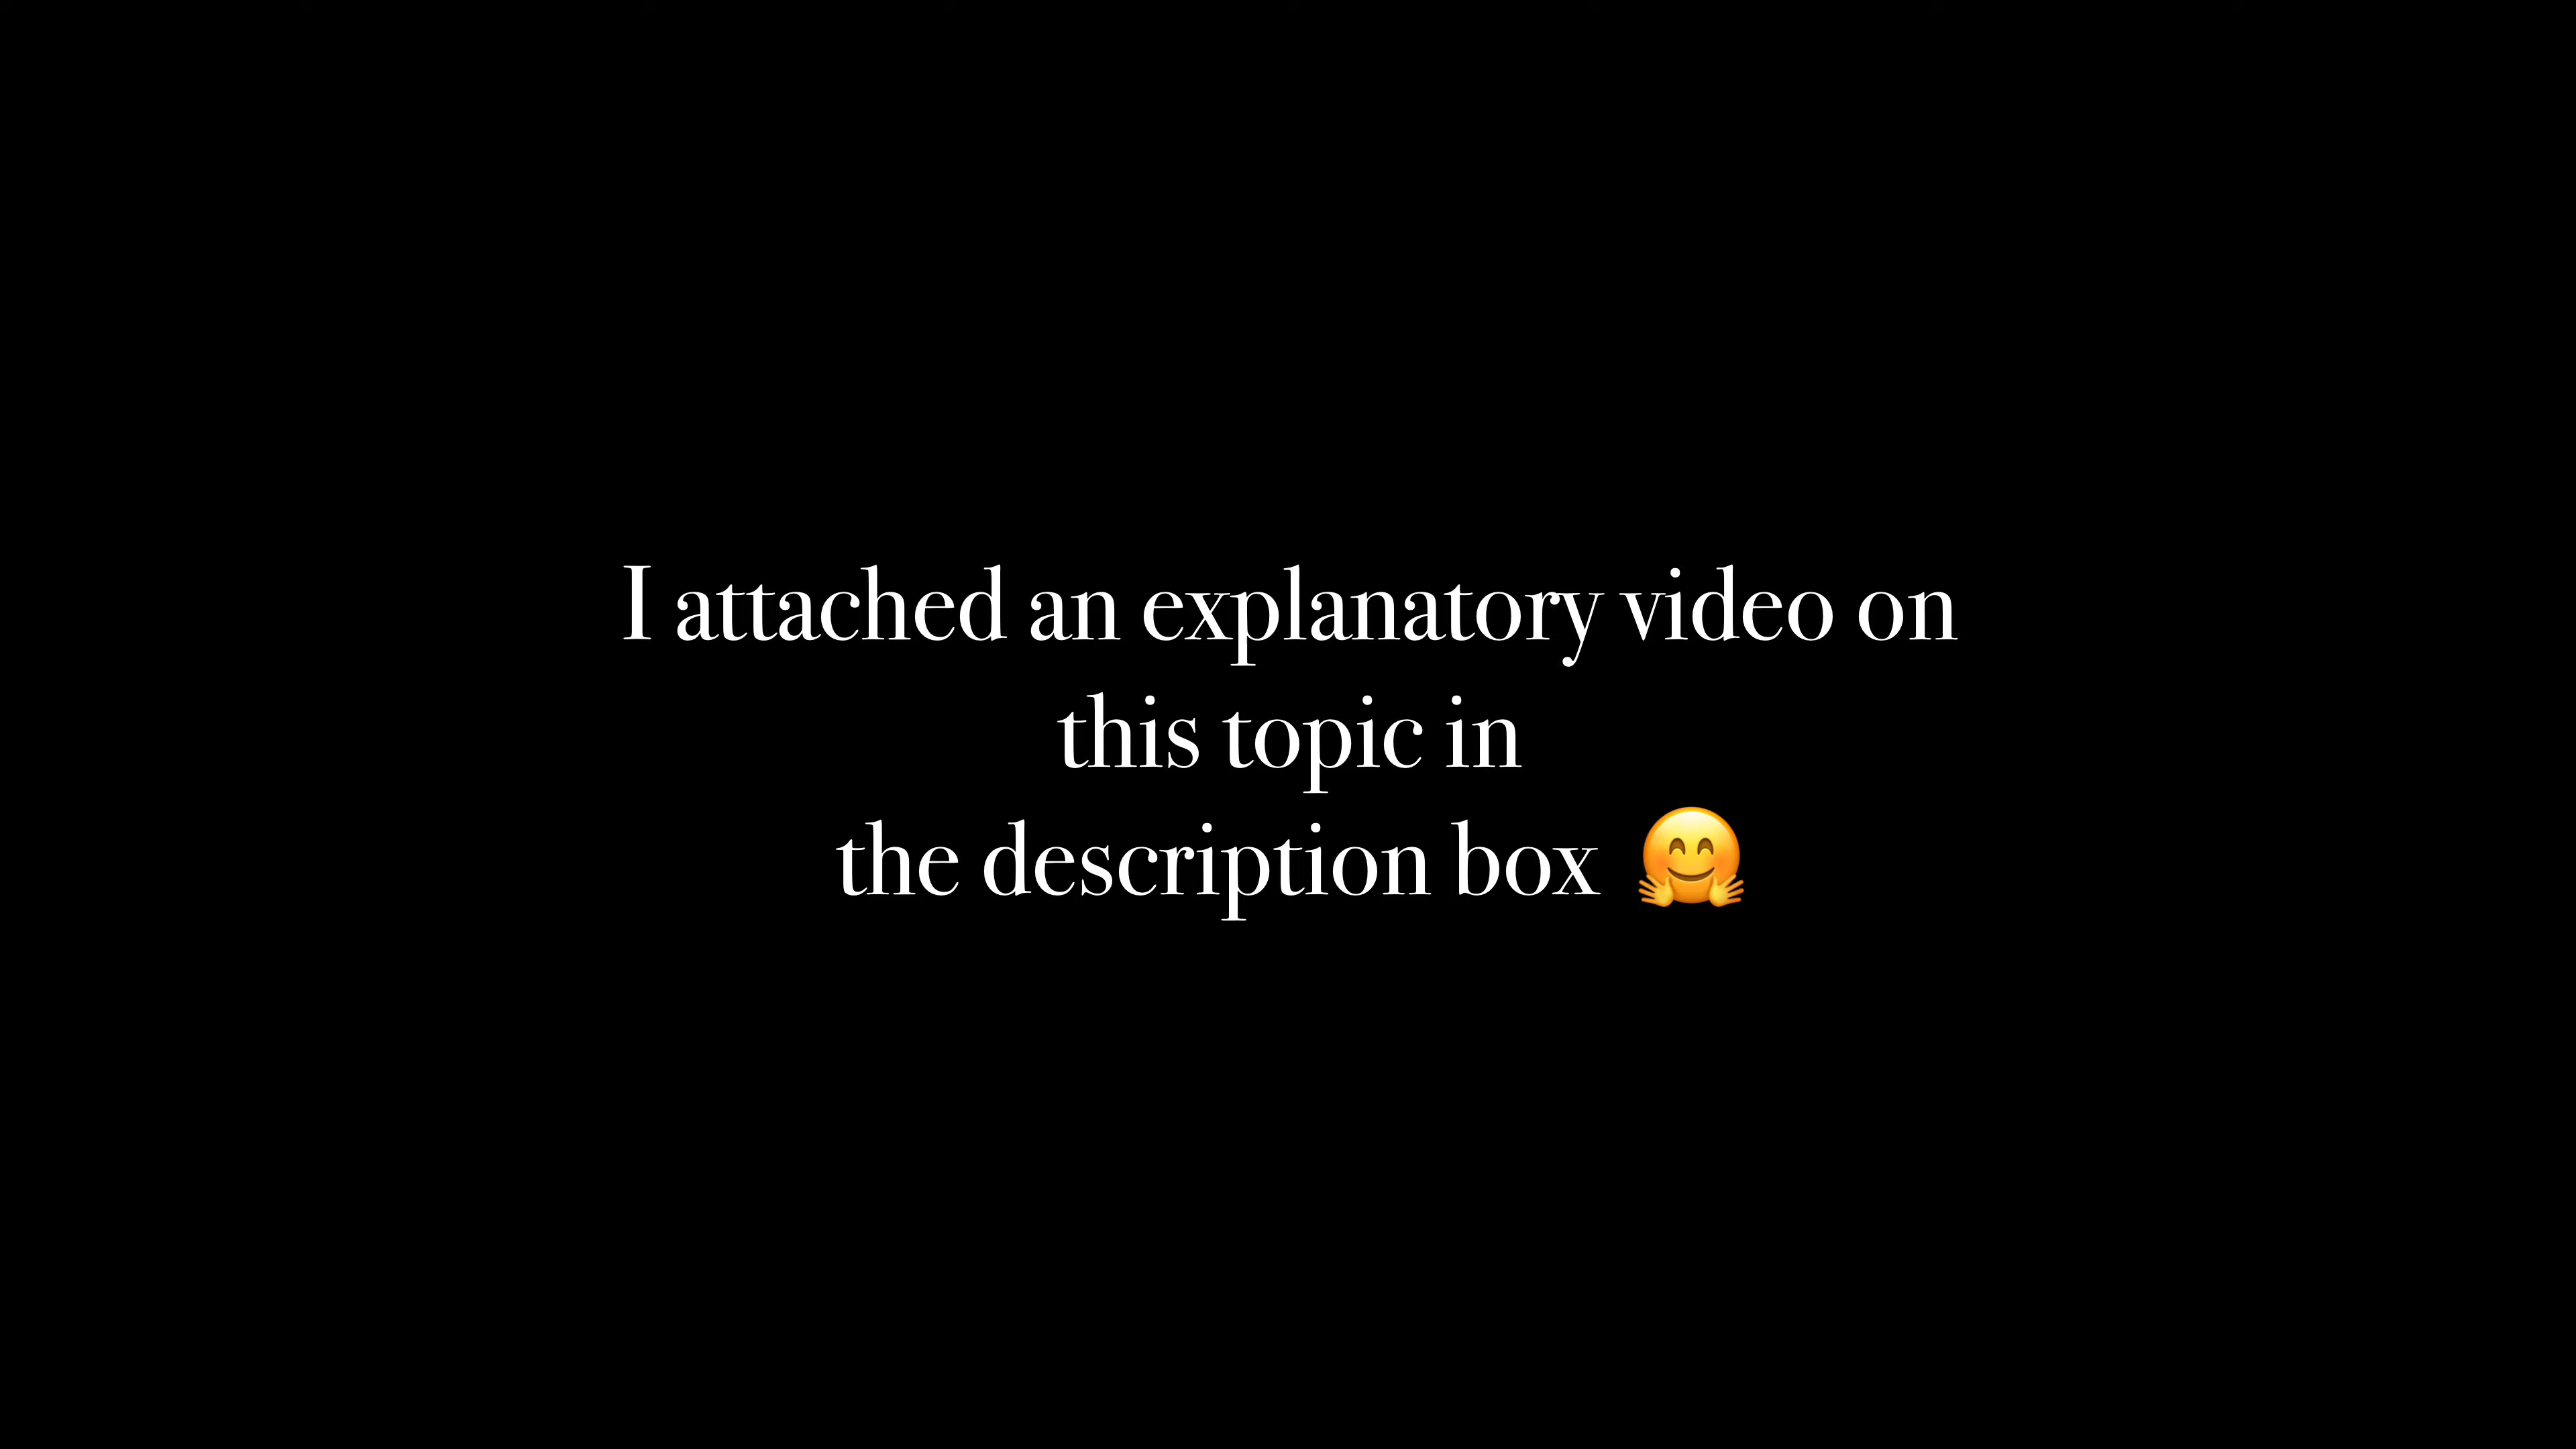 I attached an explanatory video on
this topic in
the description box 🤗